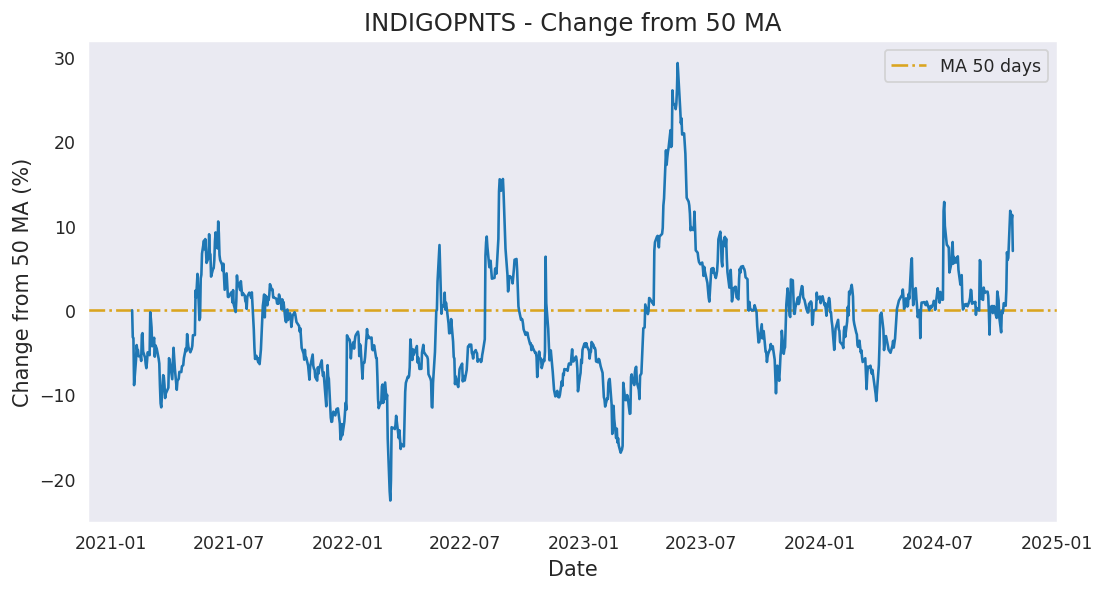 INDIGOPNTS - Change from 50 MA
MA 50 days
Change from 50 MA (%)
30
20
10
0
−10
−20
2021-01 2021-07 2022-01 2022-07 2023-01 2023-07 2024-01 2024-07 2025-01
Date